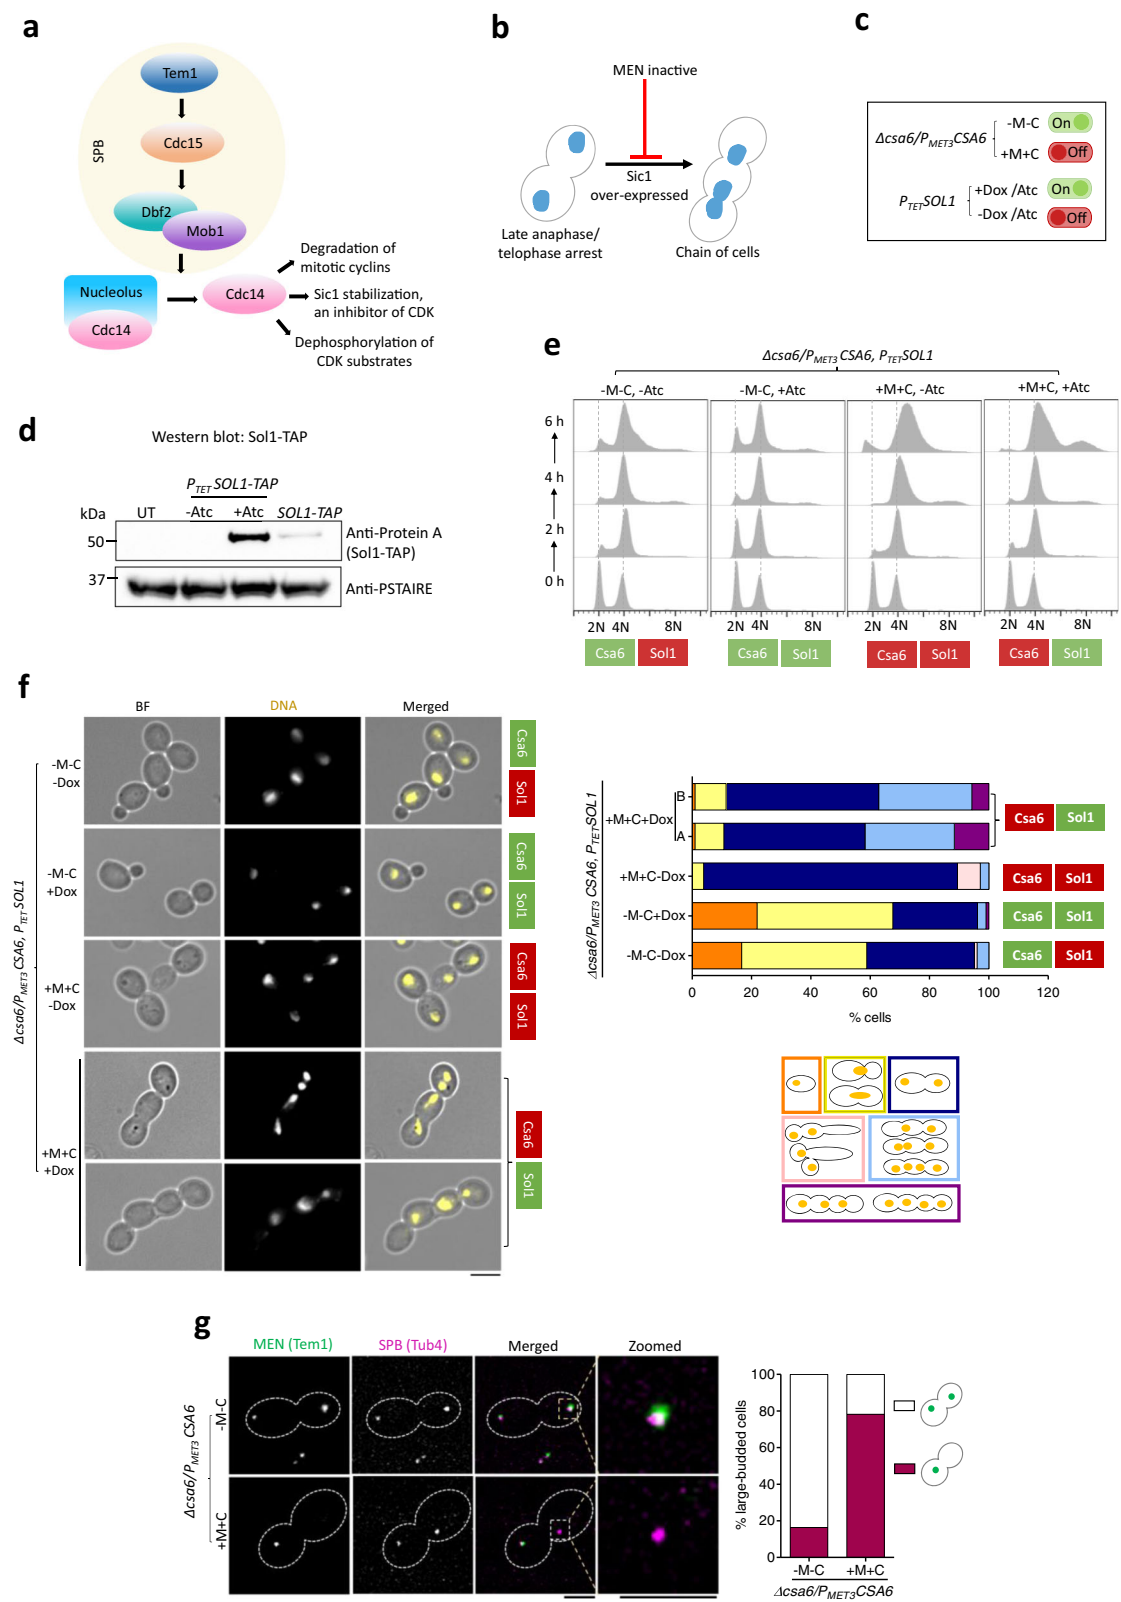 a
Tem1
SPB
Cdc15
Dbf2
Mob1
Nucleolus
Cdc14
Cdc14
Degradation of
mitotic cyclins
Sic1 stabilization,
an inhibitor of CDK
Dephosphorylation of
CDK substrates
b
MEN inactive
Sic1
over-expressed
Late anaphase/
telophase arrest
Chain of cells
c
Δcsa6/PMET3CSA6
-M-C On
+M+C Off
PTETSOL1
+Dox /Atc On
-Dox /Atc Off
d
Western blot: Sol1-TAP
PTET SOL1-TAP
kDa UT -Atc +Atc SOL1-TAP
50
Anti-Protein A
(Sol1-TAP)
37
Anti-PSTAIRE
e
Δcsa6/PMET3 CSA6, PTETSOL1
-M-C, -Atc -M-C, +Atc +M+C, -Atc +M+C, +Atc
6 h
4 h
2 h
0 h
2N 4N 8N 2N 4N 8N 2N 4N 8N 2N 4N 8N
Csa6 Sol1 Csa6 Sol1 Csa6 Sol1 Csa6 Sol1
f
BF DNA Merged
Δcsa6/PMET3 CSA6, PTET SOL1
-M-C
-Dox
Csa6
Sol1
-M-C
+Dox
Csa6
Sol1
+M+C
-Dox
Csa6
Sol1
+M+C
+Dox
Csa6
Sol1
Δcsa6/PMET3 CSA6, PTETSOL1
+M+C+Dox
B
A
Csa6 Sol1
+M+C-Dox Csa6 Sol1
-M-C+Dox Csa6 Sol1
-M-C-Dox Csa6 Sol1
0 20 40 60 80 100 120
% cells
g
MEN (Tem1) SPB (Tub4) Merged Zoomed
Δcsa6/PMET3 CSA6
-M-C
+M+C
% large-budded cells
100
80
60
40
20
0
-M-C +M+C
Δcsa6/PMET3CSA6